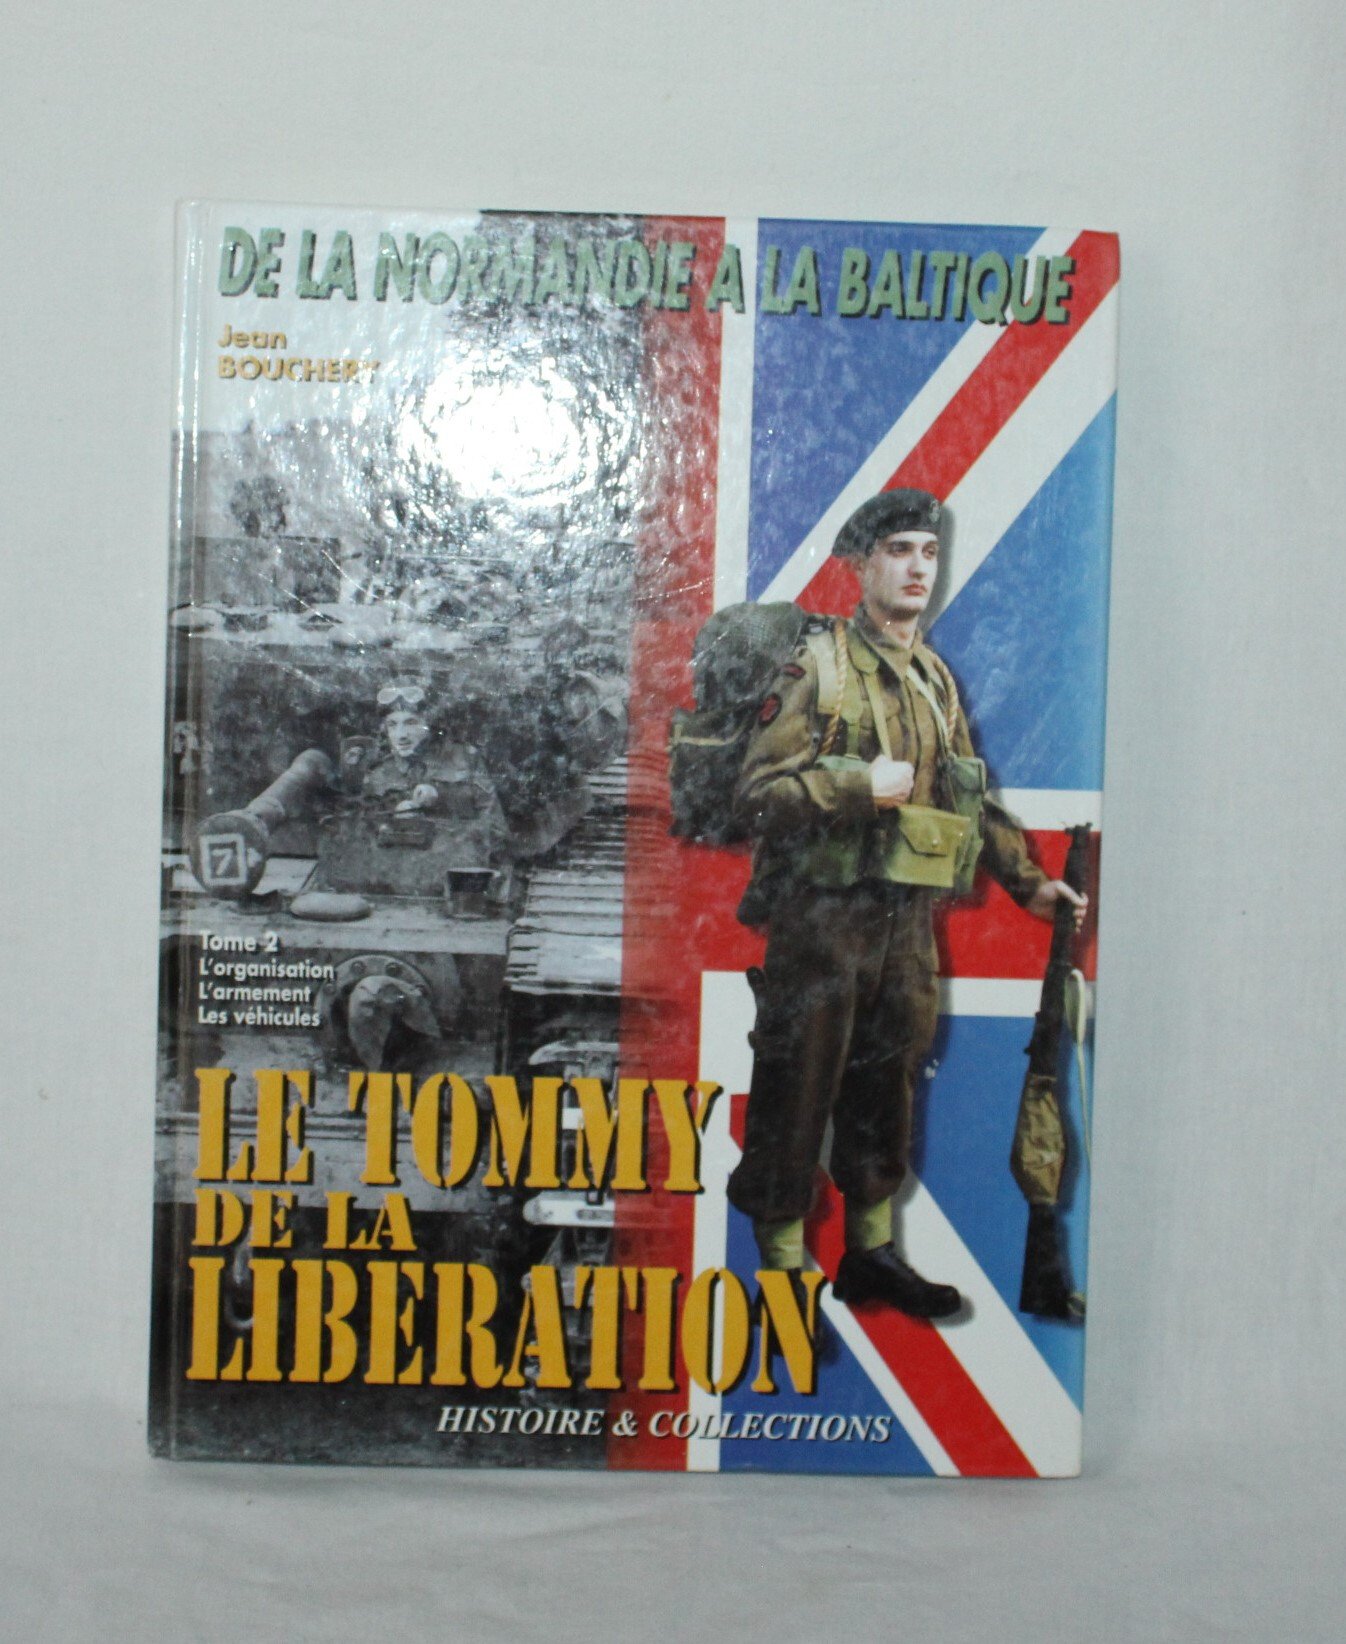 DE LA NORMANDIE A LA BALTIQUE
Jean
BOUCHERY
7
Tome 2
L'organisation
L'armement
Les véhicules
LE TOMMY
DE LA
LIBERATION
HISTOIRE & COLLECTIONS